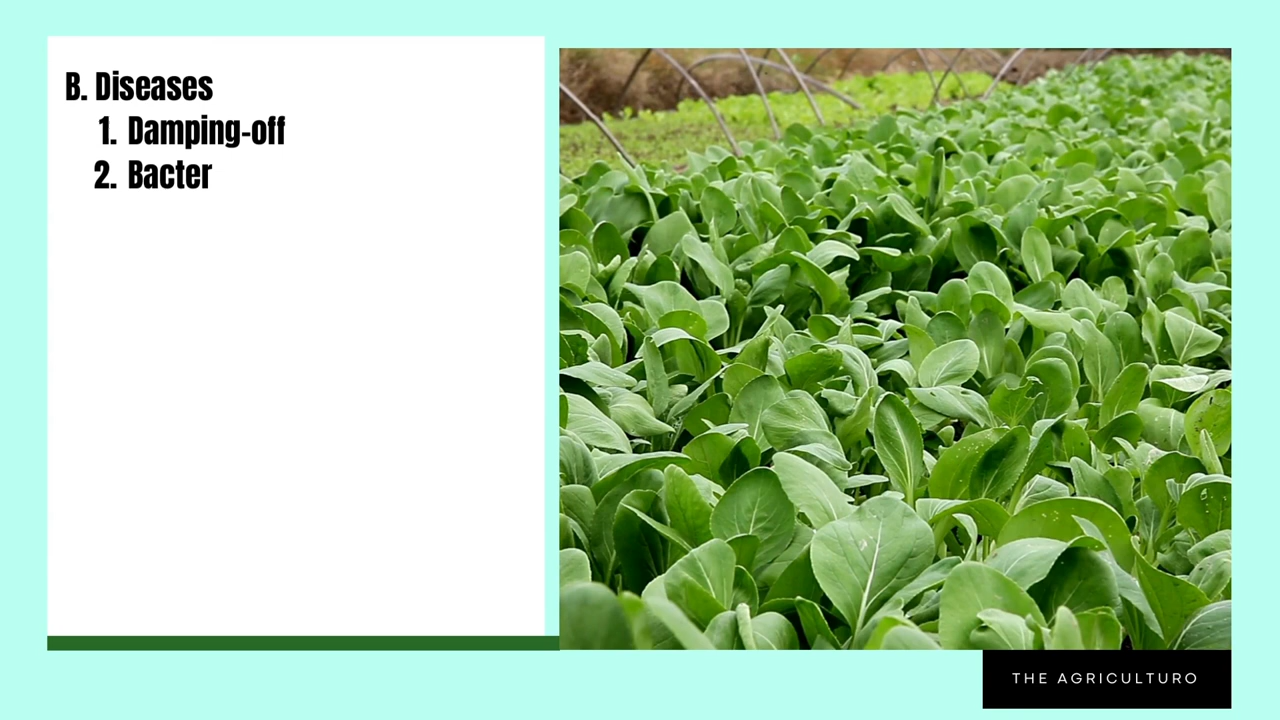 B. Diseases
1. Damping-off
2. Bacter
THE AGRICULTURO